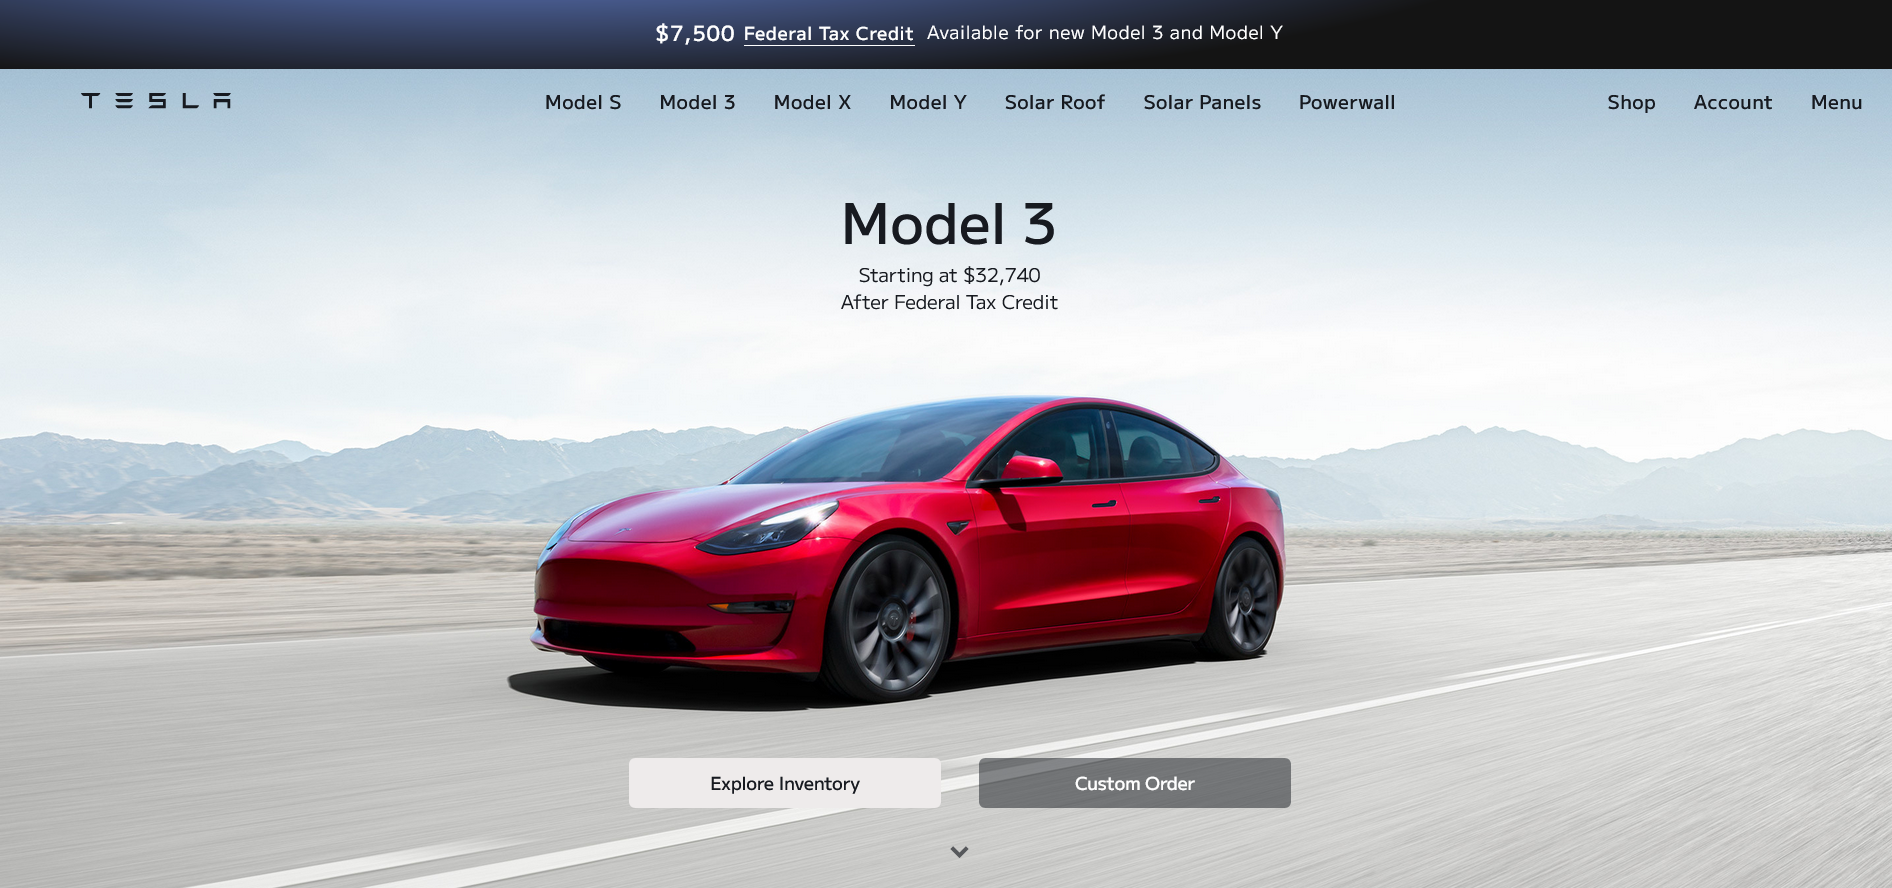 $7,500 Federal Tax Credit Available for new Model 3 and Model Y
TESLA Model S Model 3 Model X Model Y Solar Roof Solar Panels Powerwall Shop Account Menu
Model 3
Starting at $32,740
After Federal Tax Credit
Explore Inventory Custom Order